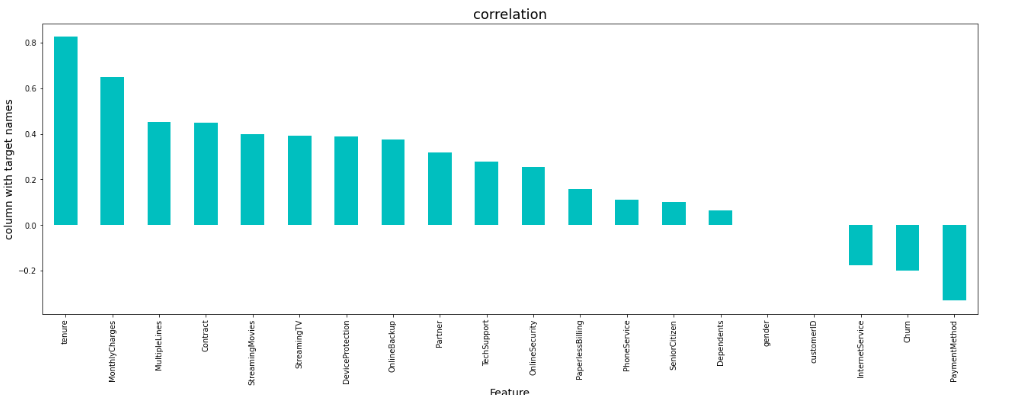 correlation
column with target names
0.8
0.6
0.4
0.2
0.0
−0.2
tenure
MonthlyCharges
MultipleLines
Contract
StreamingMovies
StreamingTV
DeviceProtection
OnlineBackup
Partner
TechSupport
OnlineSecurity
PaperlessBilling
PhoneService
SeniorCitizen
Dependents
gender
customerID
InternetService
Churn
PaymentMethod
Feature